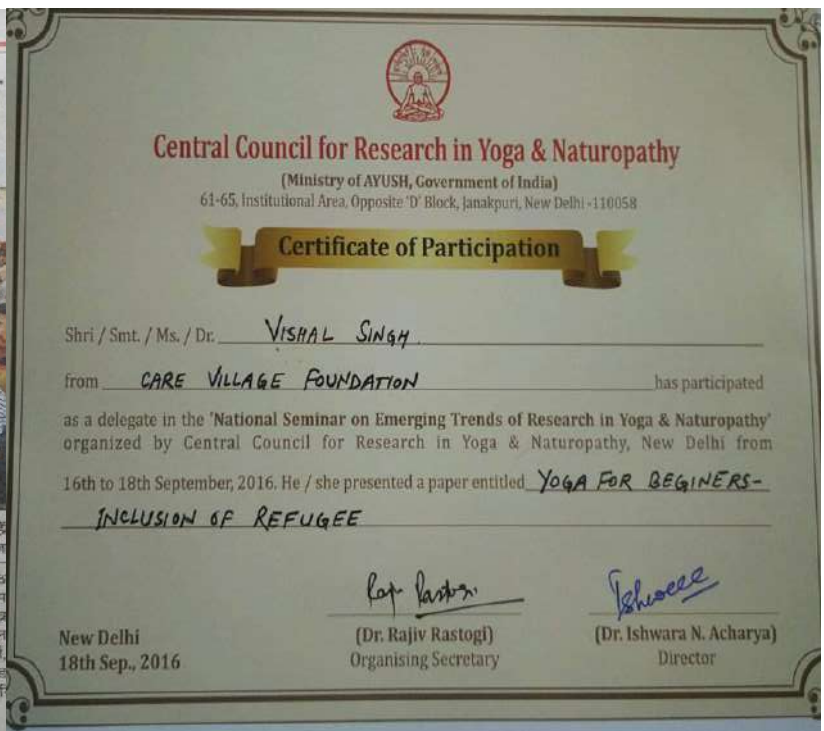 Central Council for Research in Yoga & Naturopathy
(Ministry of AYUSH, Government of India)
61-65, Institutional Area, Opposite 'D' Block, Janakpuri, New Delhi -110058
Certificate of Participation
Shri / Smt. / Ms. / Dr. VISHAL SINGH
from CARE VILLAGE FOUNDATION has participated
as a delegate in the 'National Seminar on Emerging Trends of Research in Yoga & Naturopathy'
organized by Central Council for Research in Yoga & Naturopathy, New Delhi from
16th to 18th September, 2016. He / she presented a paper entitled YOGA FOR BEGINERS-
INCLUSION OF REFUGEE
Raj Rastogi
New Delhi (Dr. Rajiv Rastogi) (Dr. Ishwara N. Acharya)
18th Sep., 2016 Organising Secretary Director